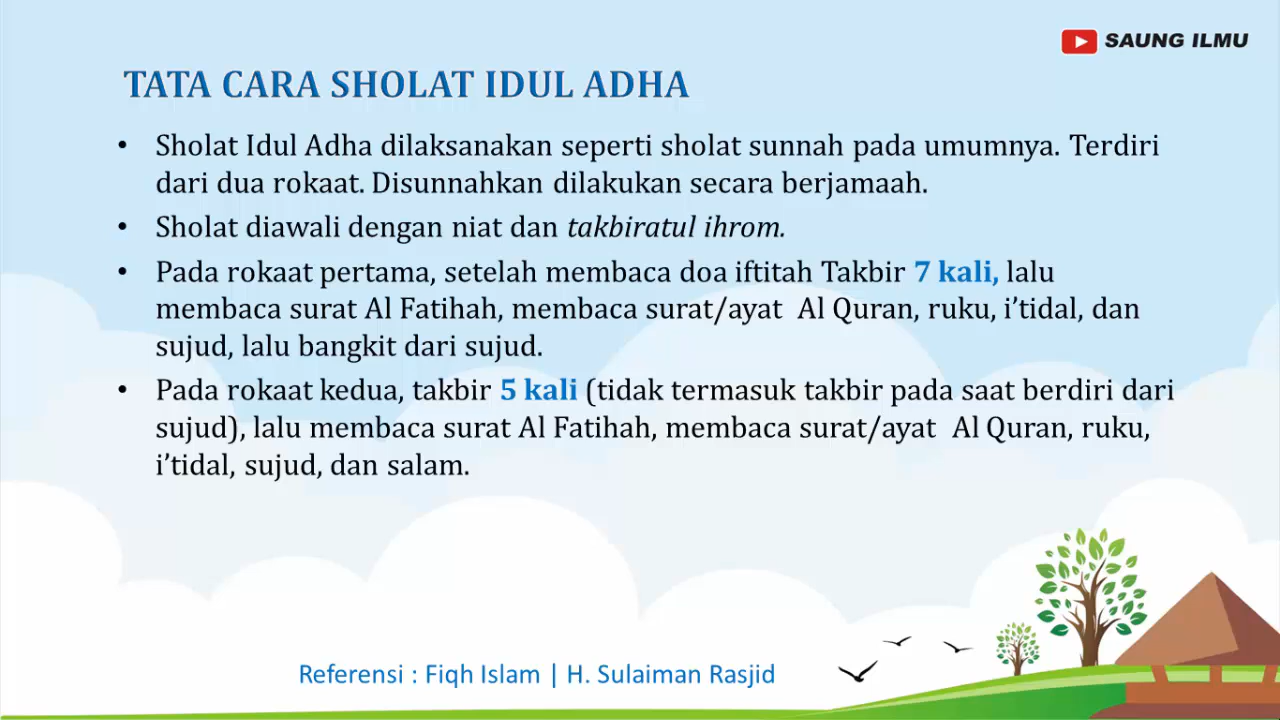 SAUNG ILMU
TATA CARA SHOLAT IDUL ADHA
• Sholat Idul Adha dilaksanakan seperti sholat sunnah pada umumnya. Terdiri
dari dua rokaat. Disunnahkan dilakukan secara berjamaah.
• Sholat diawali dengan niat dan takbiratul ihrom.
• Pada rokaat pertama, setelah membaca doa iftitah Takbir 7 kali, lalu
membaca surat Al Fatihah, membaca surat/ayat  Al Quran, ruku, i’tidal, dan
sujud, lalu bangkit dari sujud.
• Pada rokaat kedua, takbir 5 kali (tidak termasuk takbir pada saat berdiri dari
sujud), lalu membaca surat Al Fatihah, membaca surat/ayat  Al Quran, ruku,
i’tidal, sujud, dan salam.
Referensi : Fiqh Islam | H. Sulaiman Rasjid